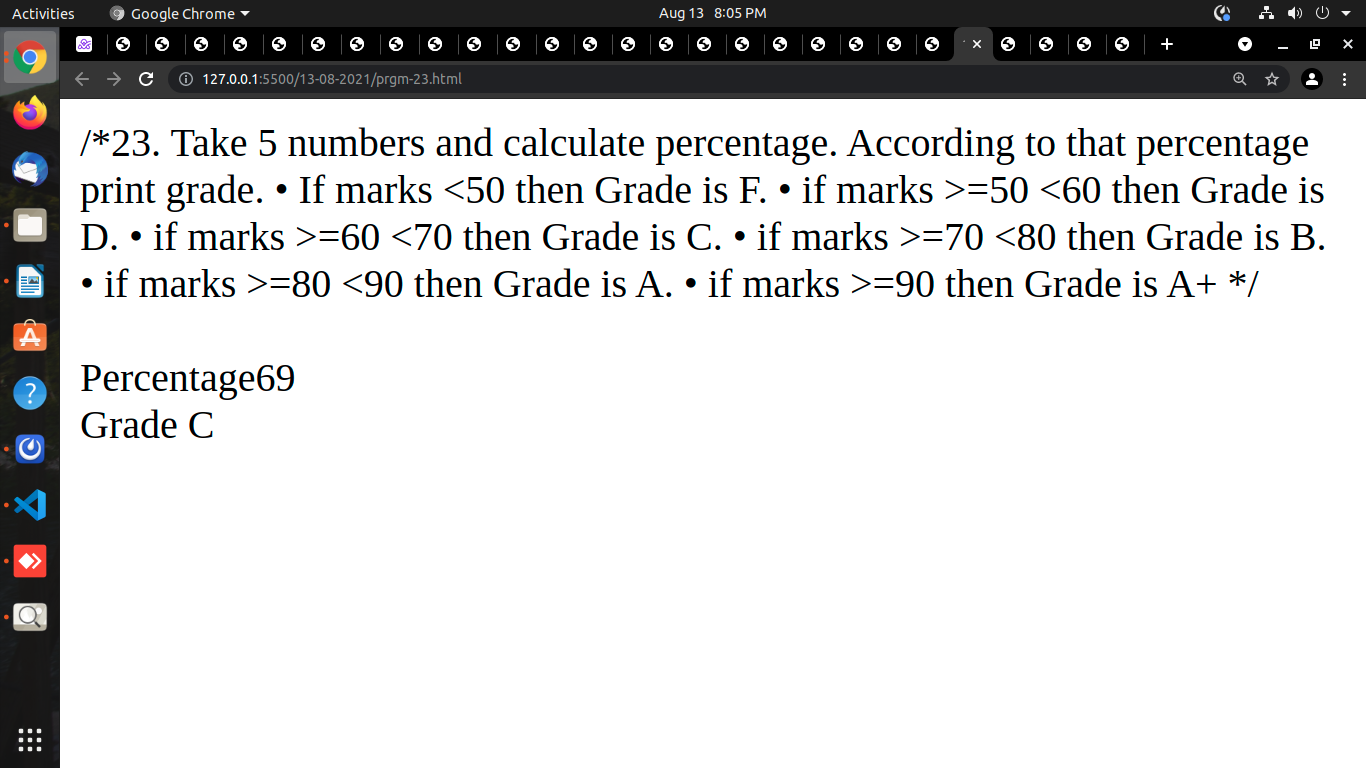 Activities
Google Chrome
Aug 13 8:05 PM
127.0.0.1:5500/13-08-2021/prgm-23.html
/*23. Take 5 numbers and calculate percentage. According to that percentage
print grade. • If marks <50 then Grade is F. • if marks >=50 <60 then Grade is
D. • if marks >=60 <70 then Grade is C. • if marks >=70 <80 then Grade is B.
• if marks >=80 <90 then Grade is A. • if marks >=90 then Grade is A+ */
Percentage69
Grade C